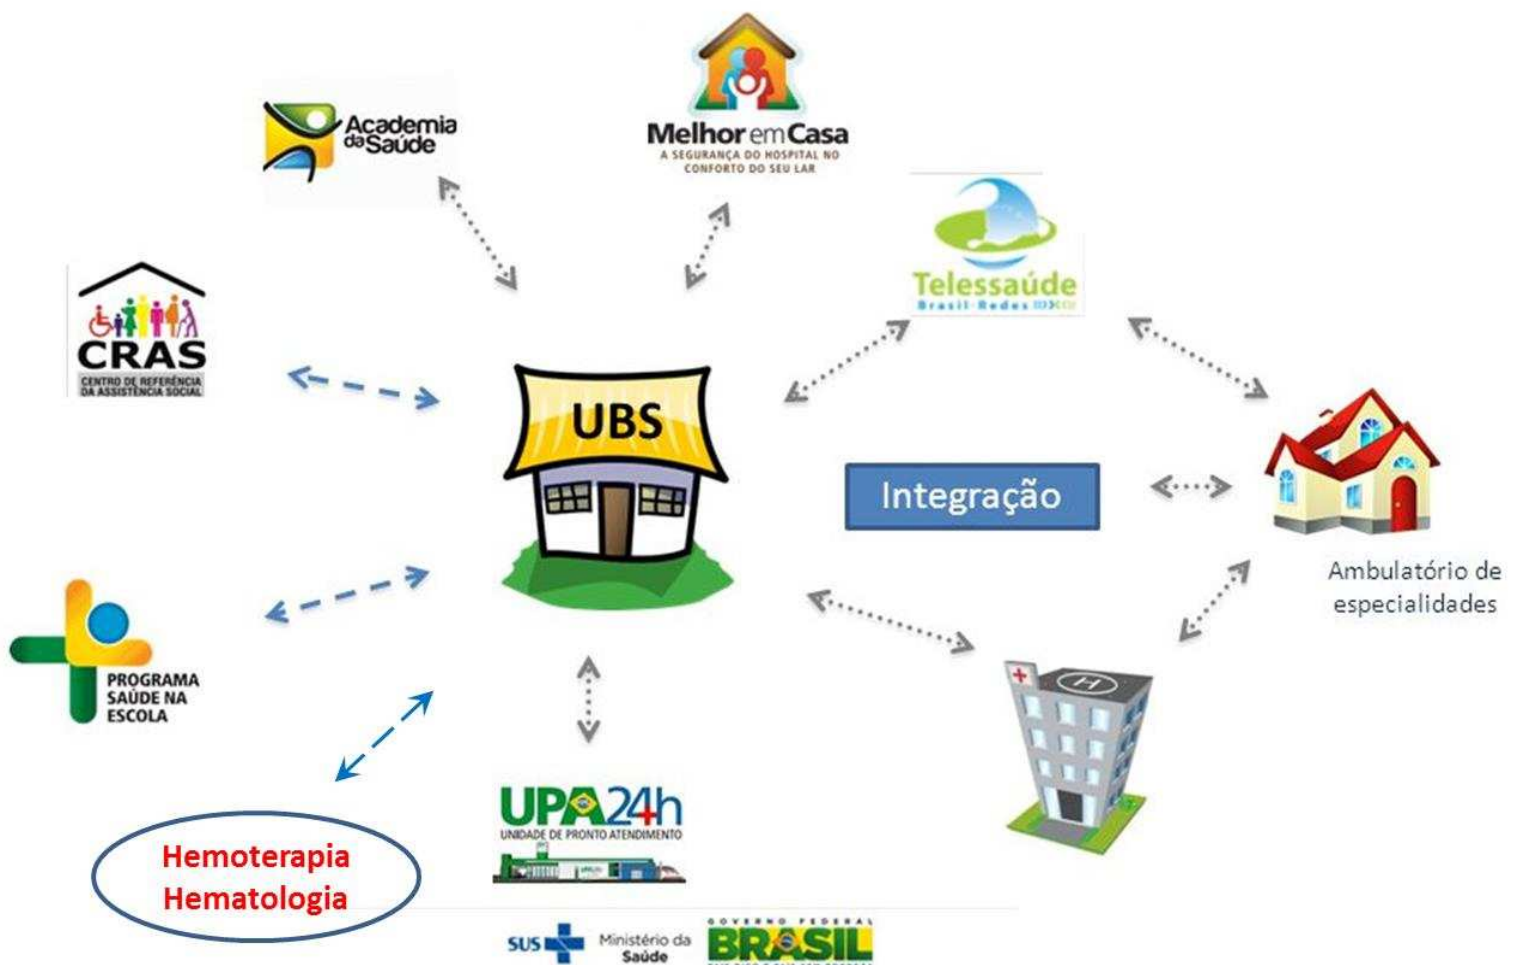 Academia
da Saúde
Melhor em Casa
A SEGURANÇA DO HOSPITAL NO
CONFORTO DO SEU LAR
Telessaúde
Brasil-Redes
CRAS
CENTRO DE REFERÊNCIA
DA ASSISTÊNCIA SOCIAL
UBS
Integração
Ambulatório de
especialidades
PROGRAMA
SAÚDE NA
ESCOLA
H
UPA24h
UNIDADE DE PRONTO ATENDIMENTO
Hemoterapia
Hematologia
SUS
Ministério da
Saúde
GOVERNO FEDERAL
BRASIL